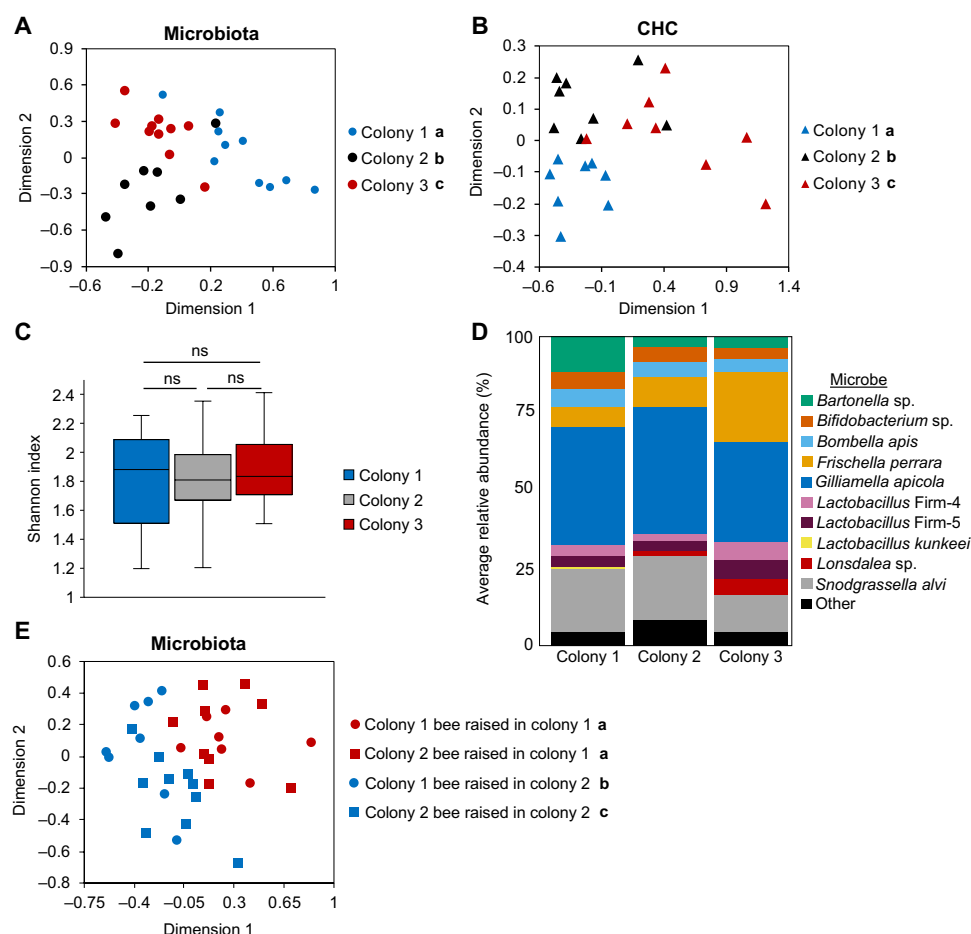 A
Microbiota
0.9
0.6
0.3
0
–0.3
–0.6
–0.9
Dimension 2
–0.6
–0.2
0.2
0.6
1
Dimension 1
Colony 1 a
Colony 2 b
Colony 3 c
B
CHC
0.3
0.2
0.1
0
–0.1
–0.2
–0.3
–0.4
Dimension 2
–0.6
–0.1
0.4
0.9
1.4
Dimension 1
Colony 1 a
Colony 2 b
Colony 3 c
C
ns
ns
ns
2.4
2.2
2
1.8
1.6
1.4
1.2
1
Shannon index
Colony 1
Colony 2
Colony 3
D
100
75
50
25
0
Average relative abundance (%)
Colony 1
Colony 2
Colony 3
Microbe
Bartonella sp.
Bifidobacterium sp.
Bombella apis
Frischella perrara
Gilliamella apicola
Lactobacillus Firm-4
Lactobacillus Firm-5
Lactobacillus kunkeei
Lonsdalea sp.
Snodgrassella alvi
Other
E
Microbiota
0.6
0.4
0.2
0
–0.2
–0.4
–0.6
–0.8
Dimension 2
–0.75
–0.4
–0.05
0.3
0.65
1
Dimension 1
Colony 1 bee raised in colony 1 a
Colony 2 bee raised in colony 1 a
Colony 1 bee raised in colony 2 b
Colony 2 bee raised in colony 2 c